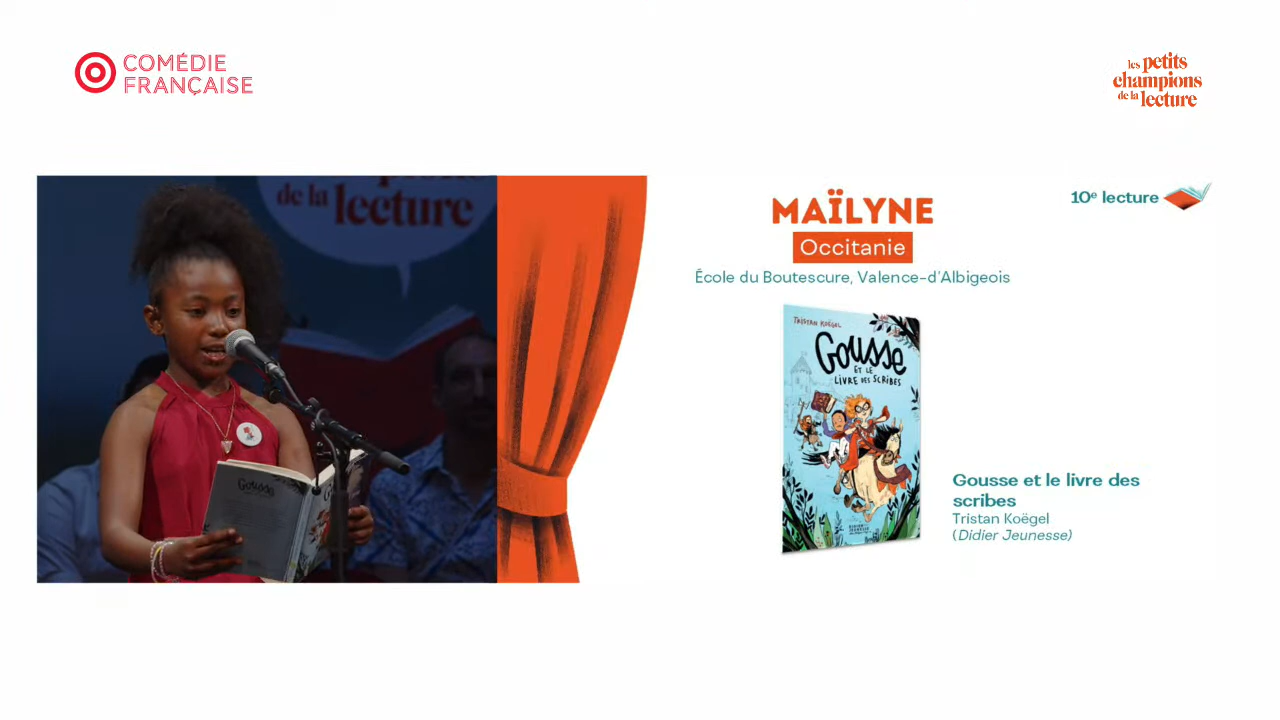 COMÉDIE
FRANÇAISE
les petits
champions
de la lecture
de la lecture
MAÏLYNE
Occitanie
École du Boutescure, Valence-d'Albigeois
10e lecture
TRISTAN KOËGEL
Gousse
ET LE
LIVRE DES SCRIBES
Gousse
Gousse et le livre des
scribes
Tristan Koëgel
(Didier Jeunesse)